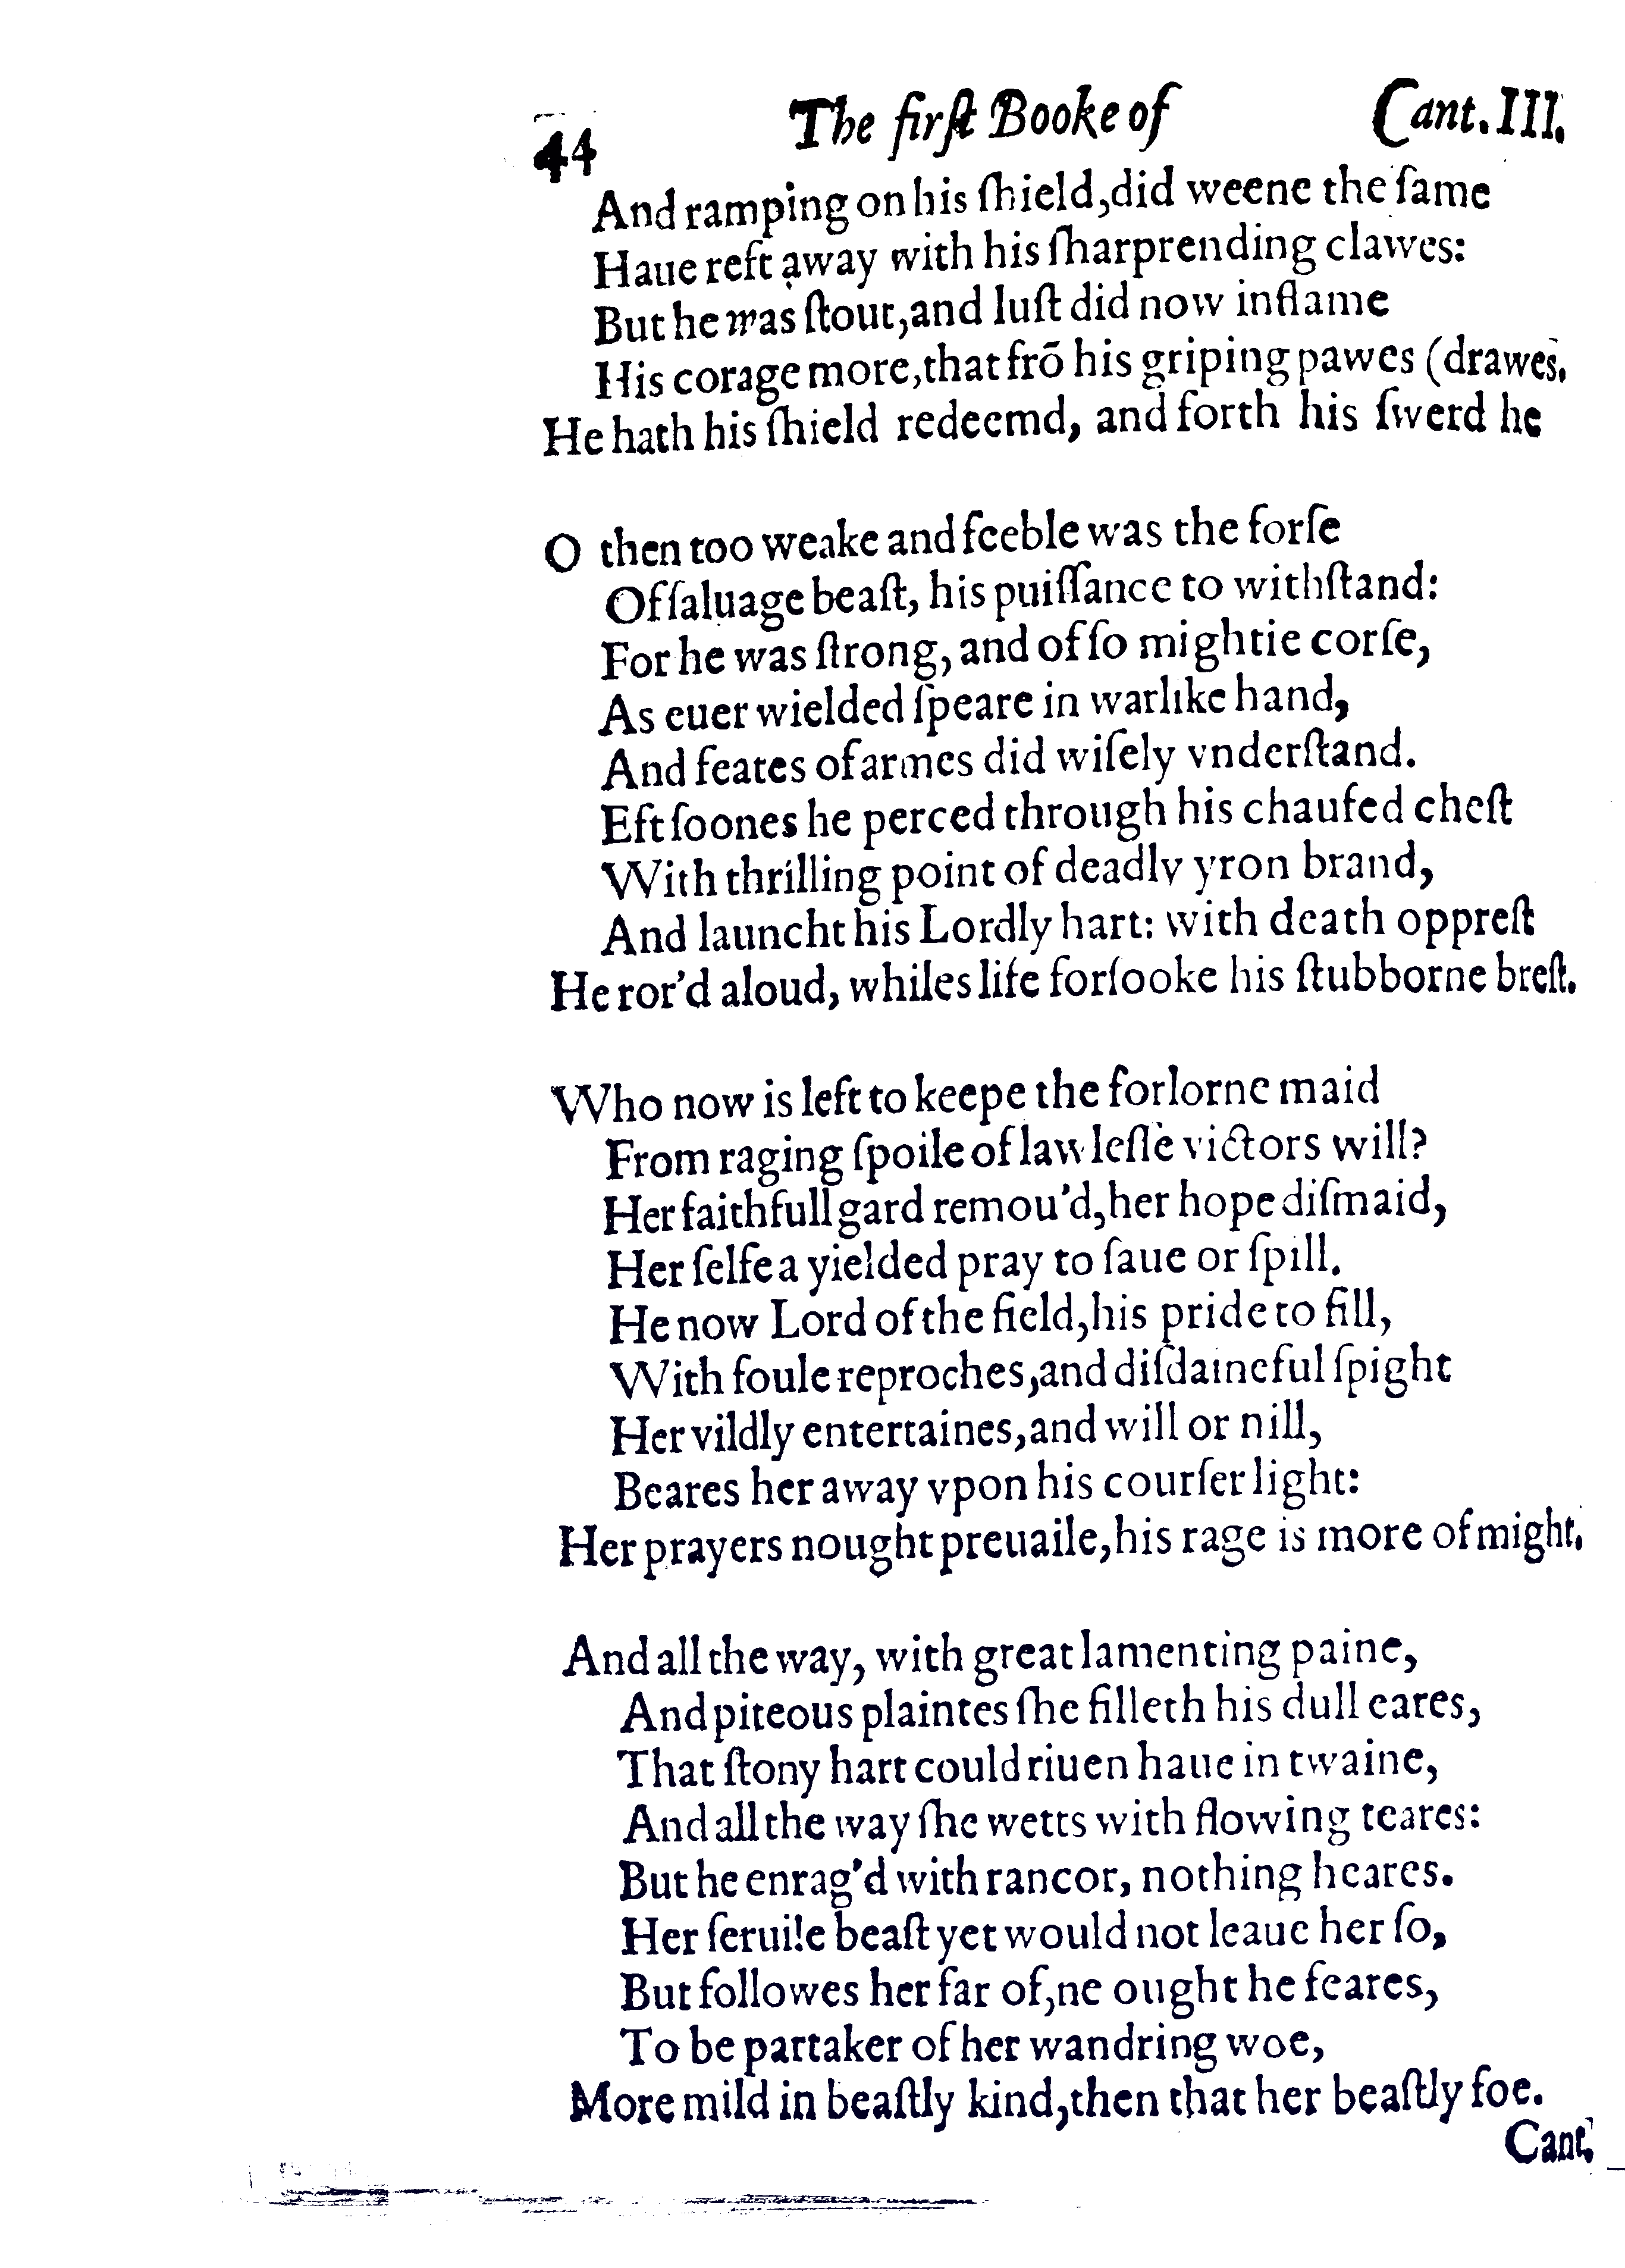 44 The firſt Booke of Cant. III.
And ramping on his ſhield, did weene the ſame
Haue reft away with his ſharprending clawes:
But he was ſtout, and luſt did now inflame
His corage more, that frō his griping pawes (drawes.
He hath his ſhield redeemd, and forth his ſwerd he
O then too weake and feeble was the forſe
Of ſaluage beaſt, his puiſſance to withſtand:
For he was ſtrong, and of ſo mightie corſe,
As euer wielded ſpeare in warlike hand,
And feates of armes did wiſely vnderſtand.
Eft ſoones he perced through his chaufed cheſt
With thrilling point of deadly yron brand,
And launcht his Lordly hart: with death oppreſt
He ror'd aloud, whiles life forſooke his ſtubborne breſt.
Who now is left to keepe the forlorne maid
From raging ſpoile of lawleſſe victors will?
Her faithfull gard remou'd, her hope diſmaid,
Her ſelfe a yielded pray to ſaue or ſpill.
He now Lord of the field, his pride to fill,
With foule reproches, and diſdaineful ſpight
Her vildly entertaines, and will or nill,
Beares her away vpon his courſer light:
Her prayers nought preuaile, his rage is more of might.
And all the way, with great lamenting paine,
And piteous plaintes ſhe filleth his dull eares,
That ſtony hart could riuen haue in twaine,
And all the way ſhe wetts with flowing teares:
But he enrag'd with rancor, nothing heares.
Her ſeruile beaſt yet would not leaue her ſo,
But followes her far of, ne ought he feares,
To be partaker of her wandring woe,
More mild in beaſtly kind, then that her beaſtly foe.
Cant.